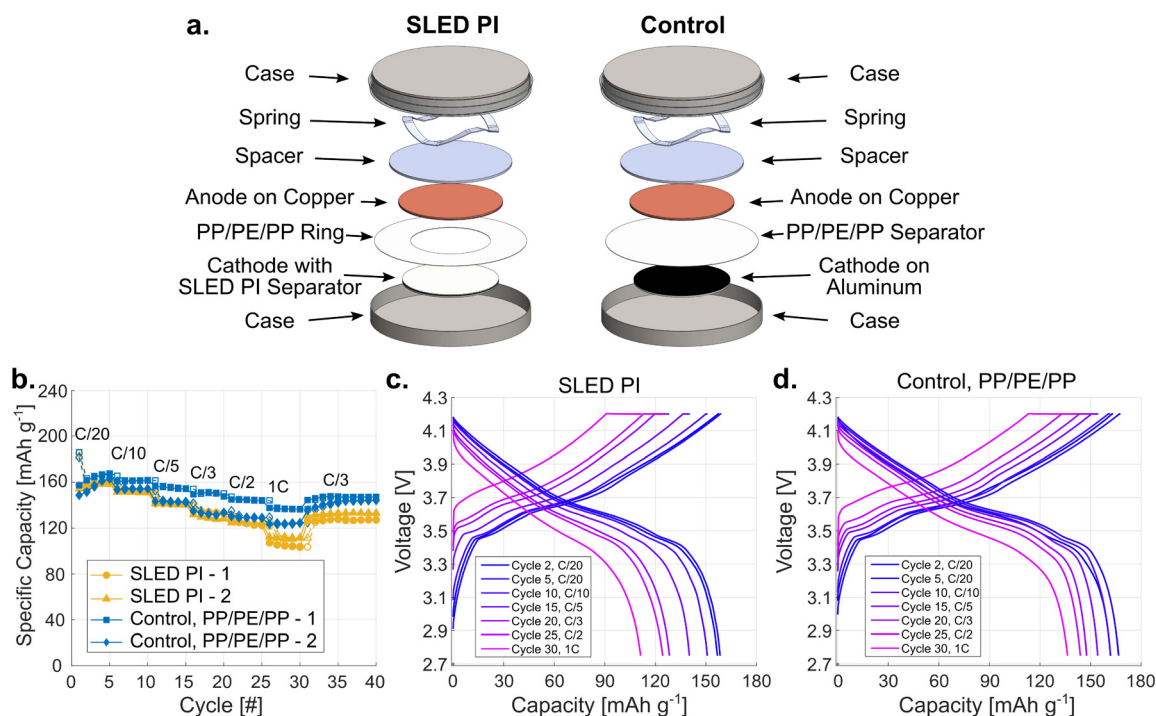 a.
SLED PI
Control
Case
Case
Spring
Spring
Spacer
Spacer
Anode on Copper
Anode on Copper
PP/PE/PP Ring
PP/PE/PP Separator
Cathode with
SLED PI Separator
Cathode on
Aluminum
Case
Case
b.
Specific Capacity [mAh g⁻¹]
240
200
160
120
80
40
0
C/20
C/10
C/5
C/3
C/2
1C
C/3
SLED PI - 1
SLED PI - 2
Control, PP/PE/PP - 1
Control, PP/PE/PP - 2
0 5 10 15 20 25 30 35 40
Cycle [#]
c.
SLED PI
Voltage [V]
4.3
3.9
3.7
3.5
3.4
3.1
2.9
2.7
Cycle 2, C/20
Cycle 5, C/20
Cycle 10, C/10
Cycle 15, C/5
Cycle 20, C/3
Cycle 25, C/2
Cycle 30, 1C
0 30 60 90 120 150 180
Capacity [mAh g⁻¹]
d.
Control, PP/PE/PP
Voltage [V]
4.3
3.9
3.7
3.5
3.4
3.1
2.9
2.7
Cycle 2, C/20
Cycle 5, C/20
Cycle 10, C/10
Cycle 15, C/5
Cycle 20, C/3
Cycle 25, C/2
Cycle 30, 1C
0 30 60 90 120 150 180
Capacity [mAh g⁻¹]